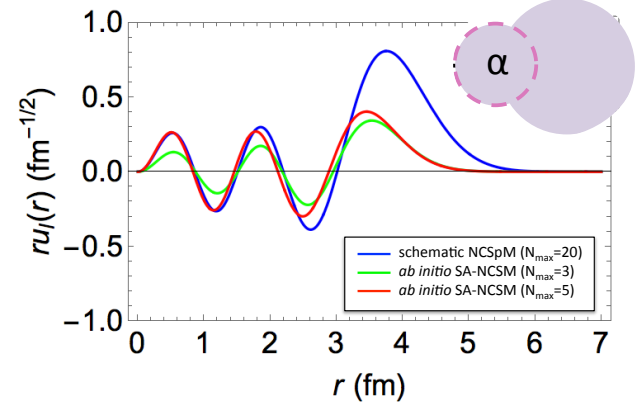 1.0
0.5
0.0
−0.5
−1.0
ru_l(r) (fm^{−1/2})
α
schematic NCSpM (N_max=20)
ab initio SA-NCSM (N_max=3)
ab initio SA-NCSM (N_max=5)
0 1 2 3 4 5 6 7
r (fm)